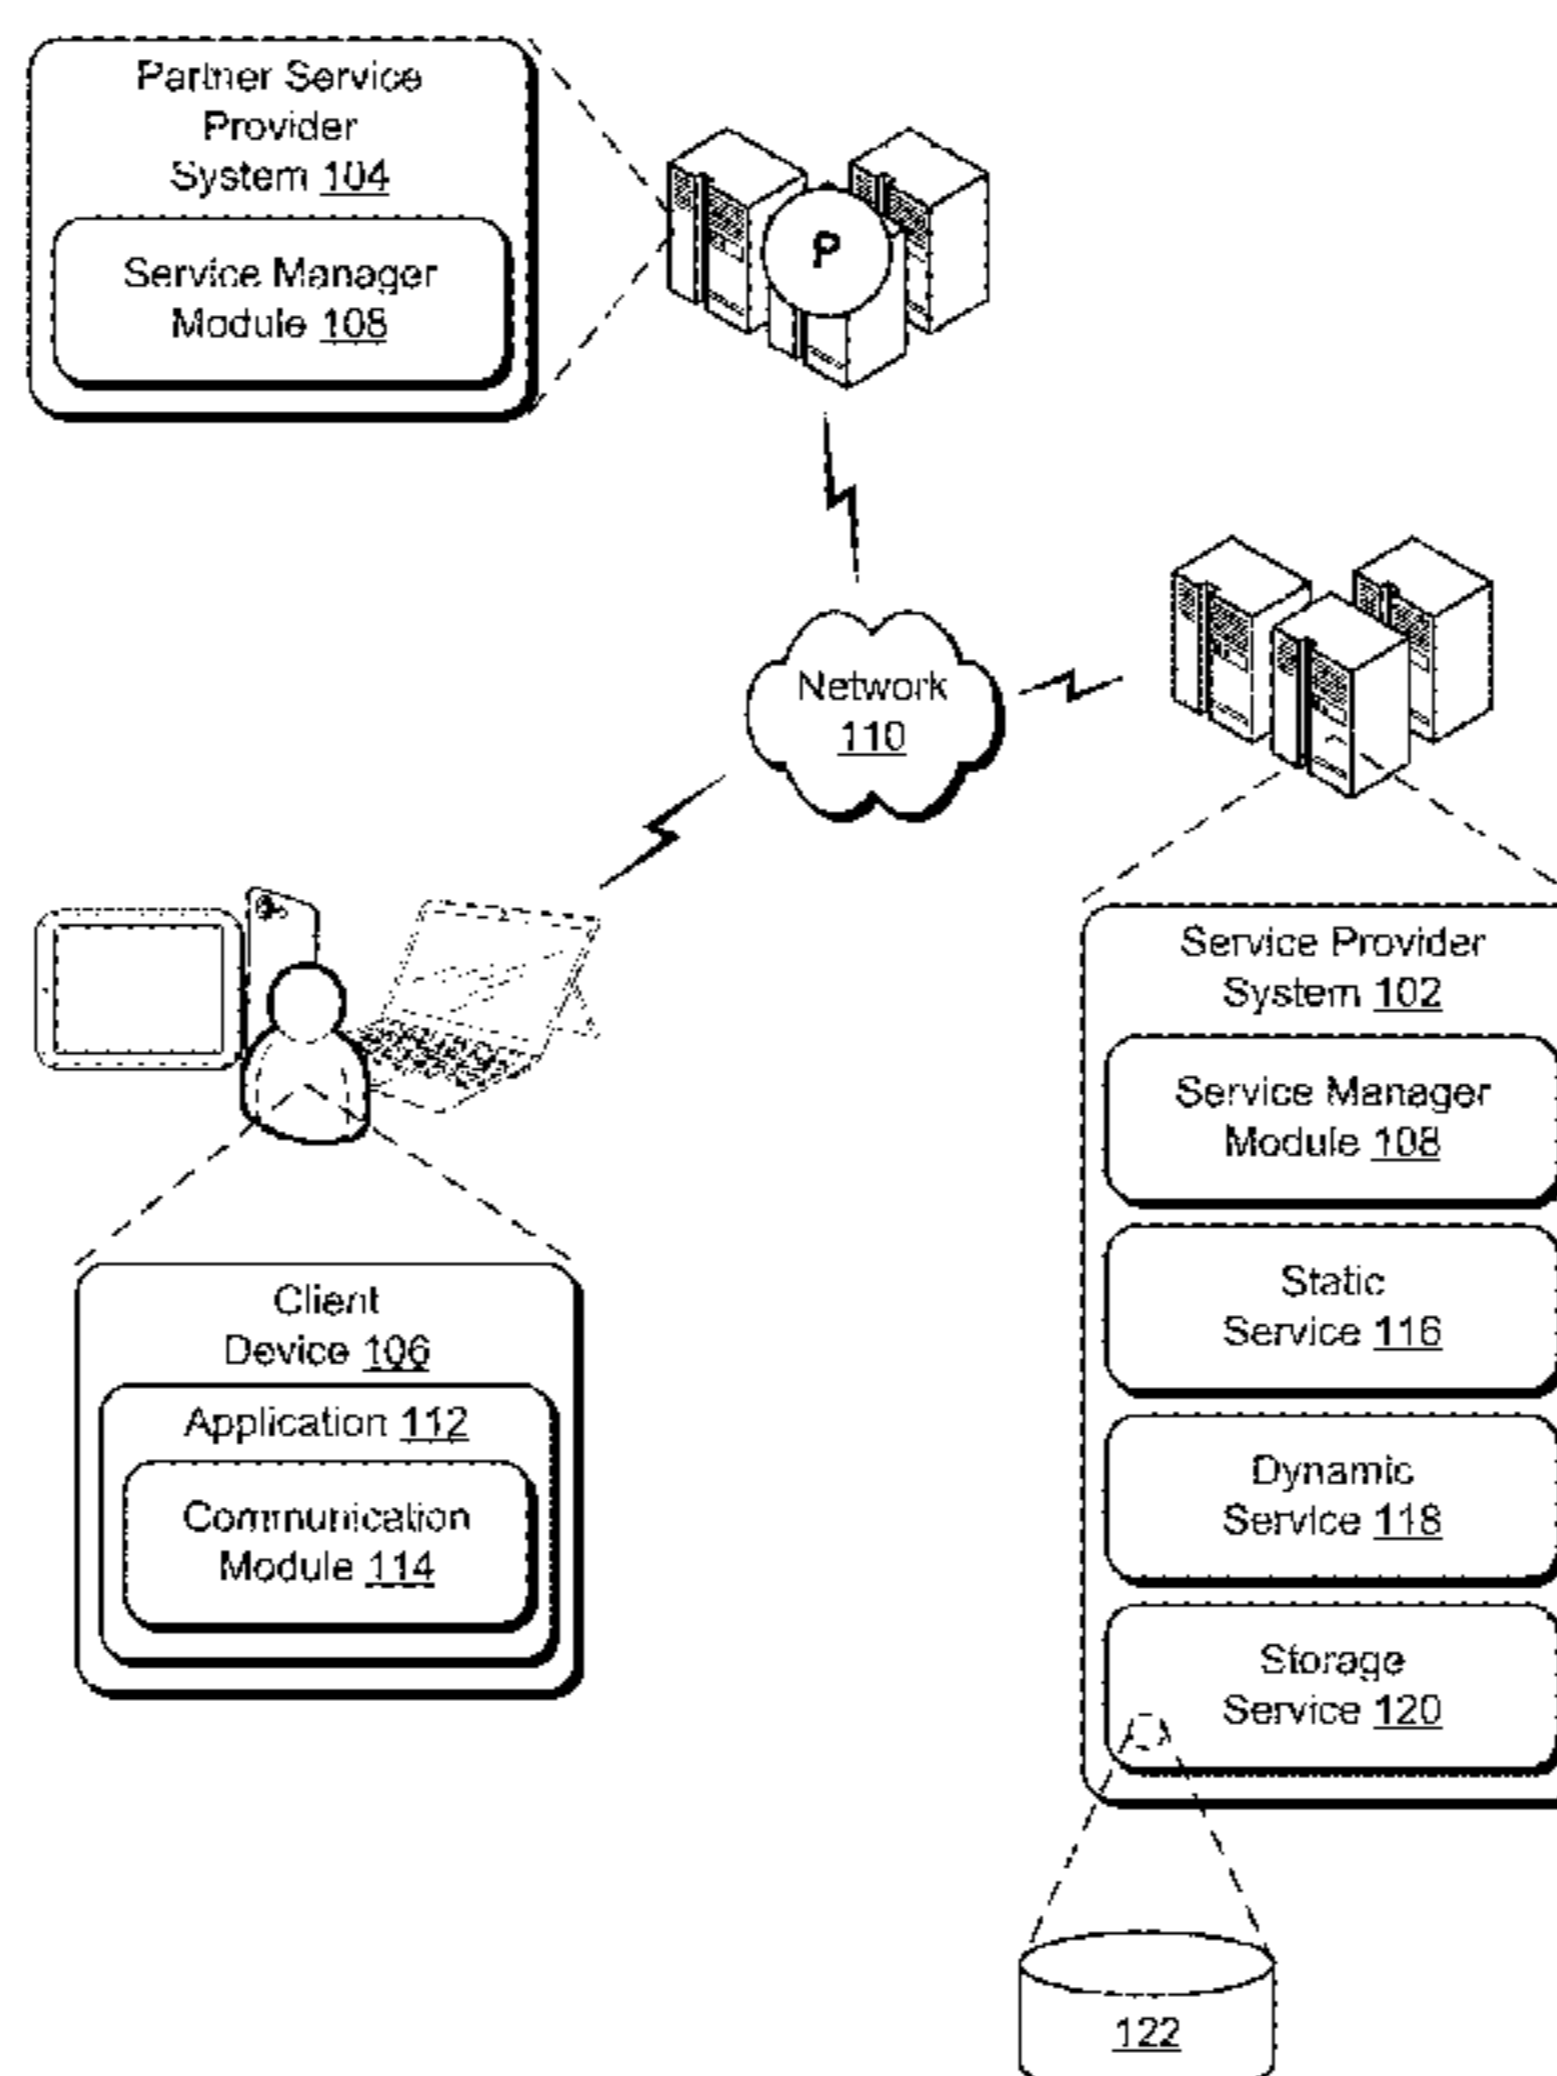 Partner Service
Provider
System 104
Service Manager
Module 108
P
Network
110
Service Provider
System 102
Service Manager
Module 108
Static
Service 116
Dynamic
Service 118
Storage
Service 120
122
Client
Device 106
Application 112
Communication
Module 114